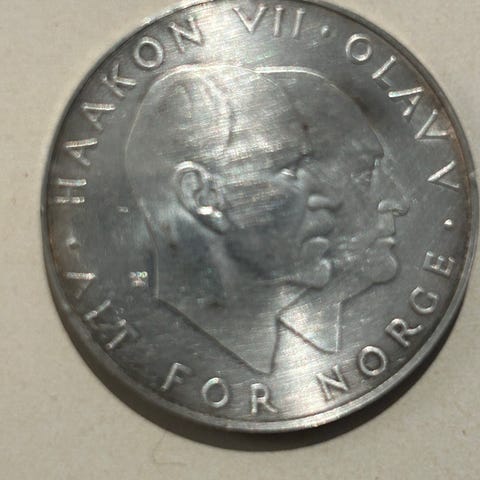 HAAKON VII · OLAV V ·
ALT FOR NORGE ·